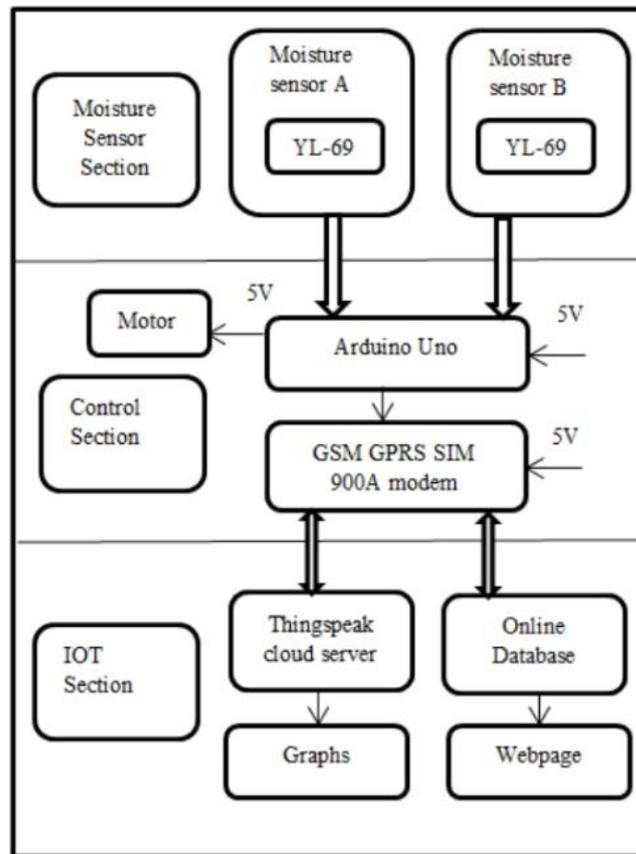 Moisture
Sensor
Section
Moisture
sensor A
YL-69
Moisture
sensor B
YL-69
5V
Motor
Arduino Uno
5V
Control
Section
GSM GPRS SIM
900A modem
5V
IOT
Section
Thingspeak
cloud server
Online
Database
Graphs
Webpage